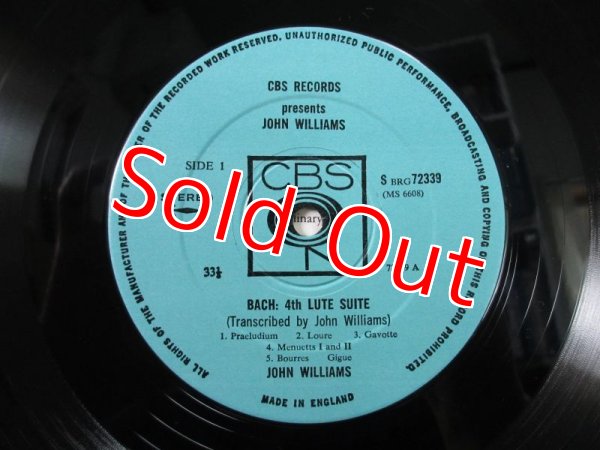 CBS RECORDS
presents
JOHN WILLIAMS
SIDE 1
CBS
S BRG 72339
(MS 6608)
33⅓
Sold Out
BACH: 4th LUTE SUITE
(Transcribed by John Williams)
1. Praeludium 2. Loure 3. Gavotte
4. Menuetts I and II
5. Bourres Gigue
JOHN WILLIAMS
MADE IN ENGLAND
ALL RIGHTS OF THE MANUFACTURER AND OF THE OWNER OF THE RECORDED WORK RESERVED. UNAUTHORIZED PUBLIC PERFORMANCE, BROADCASTING AND COPYING OF THIS RECORD PROHIBITED.